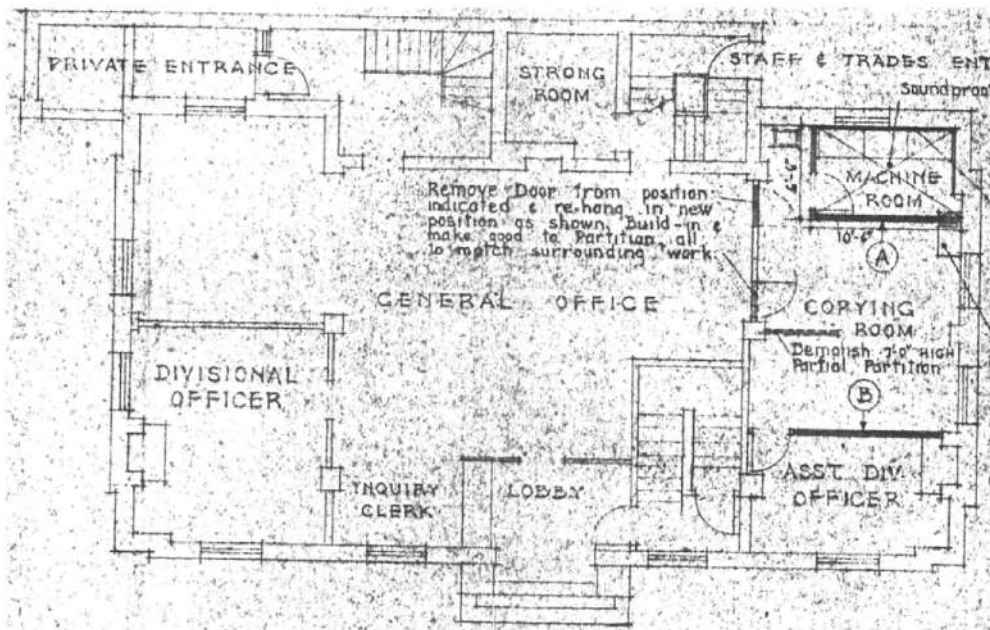 PRIVATE ENTRANCE
STRONG
ROOM
STAFF & TRADES ENT
Soundproo
MACHINE
ROOM
10'-6"
A
Remove Door from position
indicated & re-hang in new
position as shown. Build-in &
make good to Partition, all
to match surrounding work.
GENERAL OFFICE
COPYING
ROOM
Demolish 7'-0" HIGH
Partial Partition
B
DIVISIONAL
OFFICER
INQUIRY
CLERK
LOBBY
ASST. DIV.
OFFICER